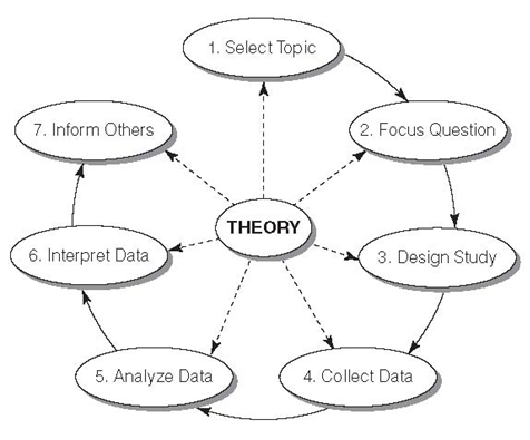 1. Select Topic
2. Focus Question
3. Design Study
4. Collect Data
5. Analyze Data
6. Interpret Data
7. Inform Others
THEORY